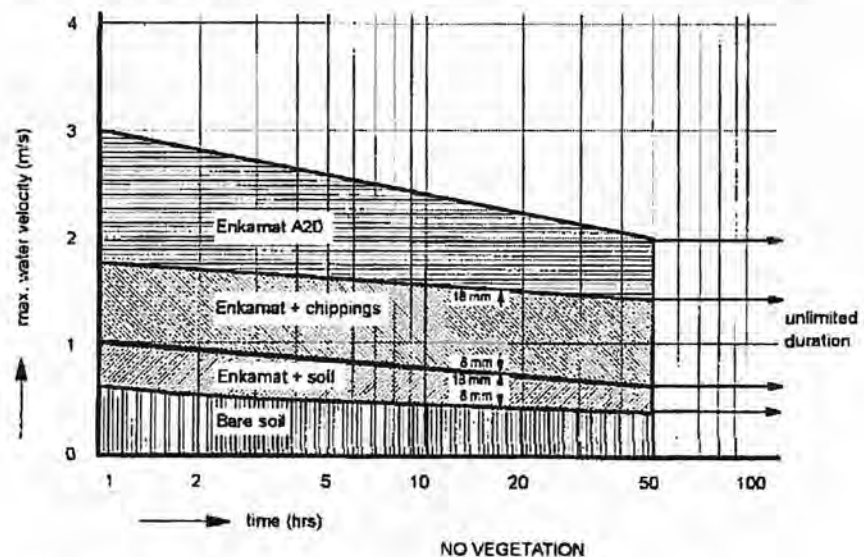 4
3
2
1
0
max. water velocity (m/s)
Enkamat A20
Enkamat + chippings
18 mm
8 mm
Enkamat + soil
18 mm
8 mm
Bare soil
unlimited
duration
1 2 5 10 20 50 100
time (hrs)
NO VEGETATION